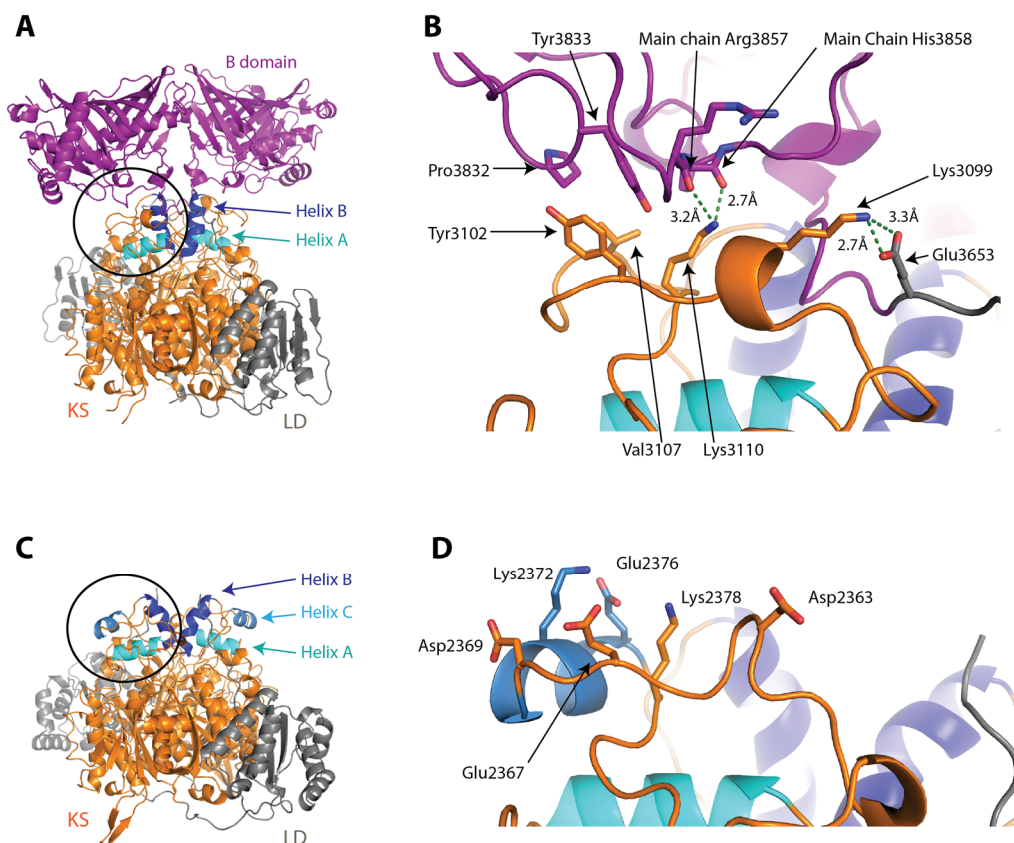 A
B domain
Helix B
Helix A
KS
LD
B
Tyr3833
Main chain Arg3857
Main Chain His3858
Pro3832
Lys3099
2.7Å
3.2Å
3.3Å
Tyr3102
2.7Å
Glu3653
Val3107
Lys3110
C
Helix B
Helix C
Helix A
KS
LD
D
Glu2376
Lys2372
Lys2378
Asp2363
Asp2369
Glu2367